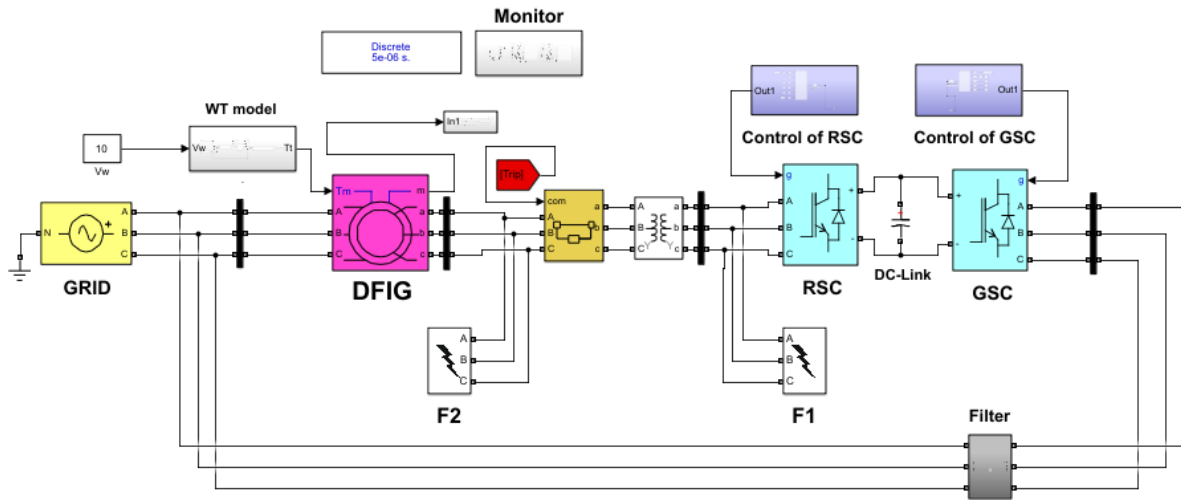 Monitor
Discrete
5e-06 s.
Out1
Out1
Control of RSC
Control of GSC
WT model
In1
10
Vw
Vw
Tt
[Trip]
Tm
m
com
g
g
N
A
B
C
A
B
C
a
b
c
A
B
C
a
b
c
A
B
C
a
b
c
Y
Y
A
B
C
+
-
+
-
A
B
C
GRID
DFIG
RSC
DC-Link
GSC
A
B
C
F2
A
B
C
F1
Filter